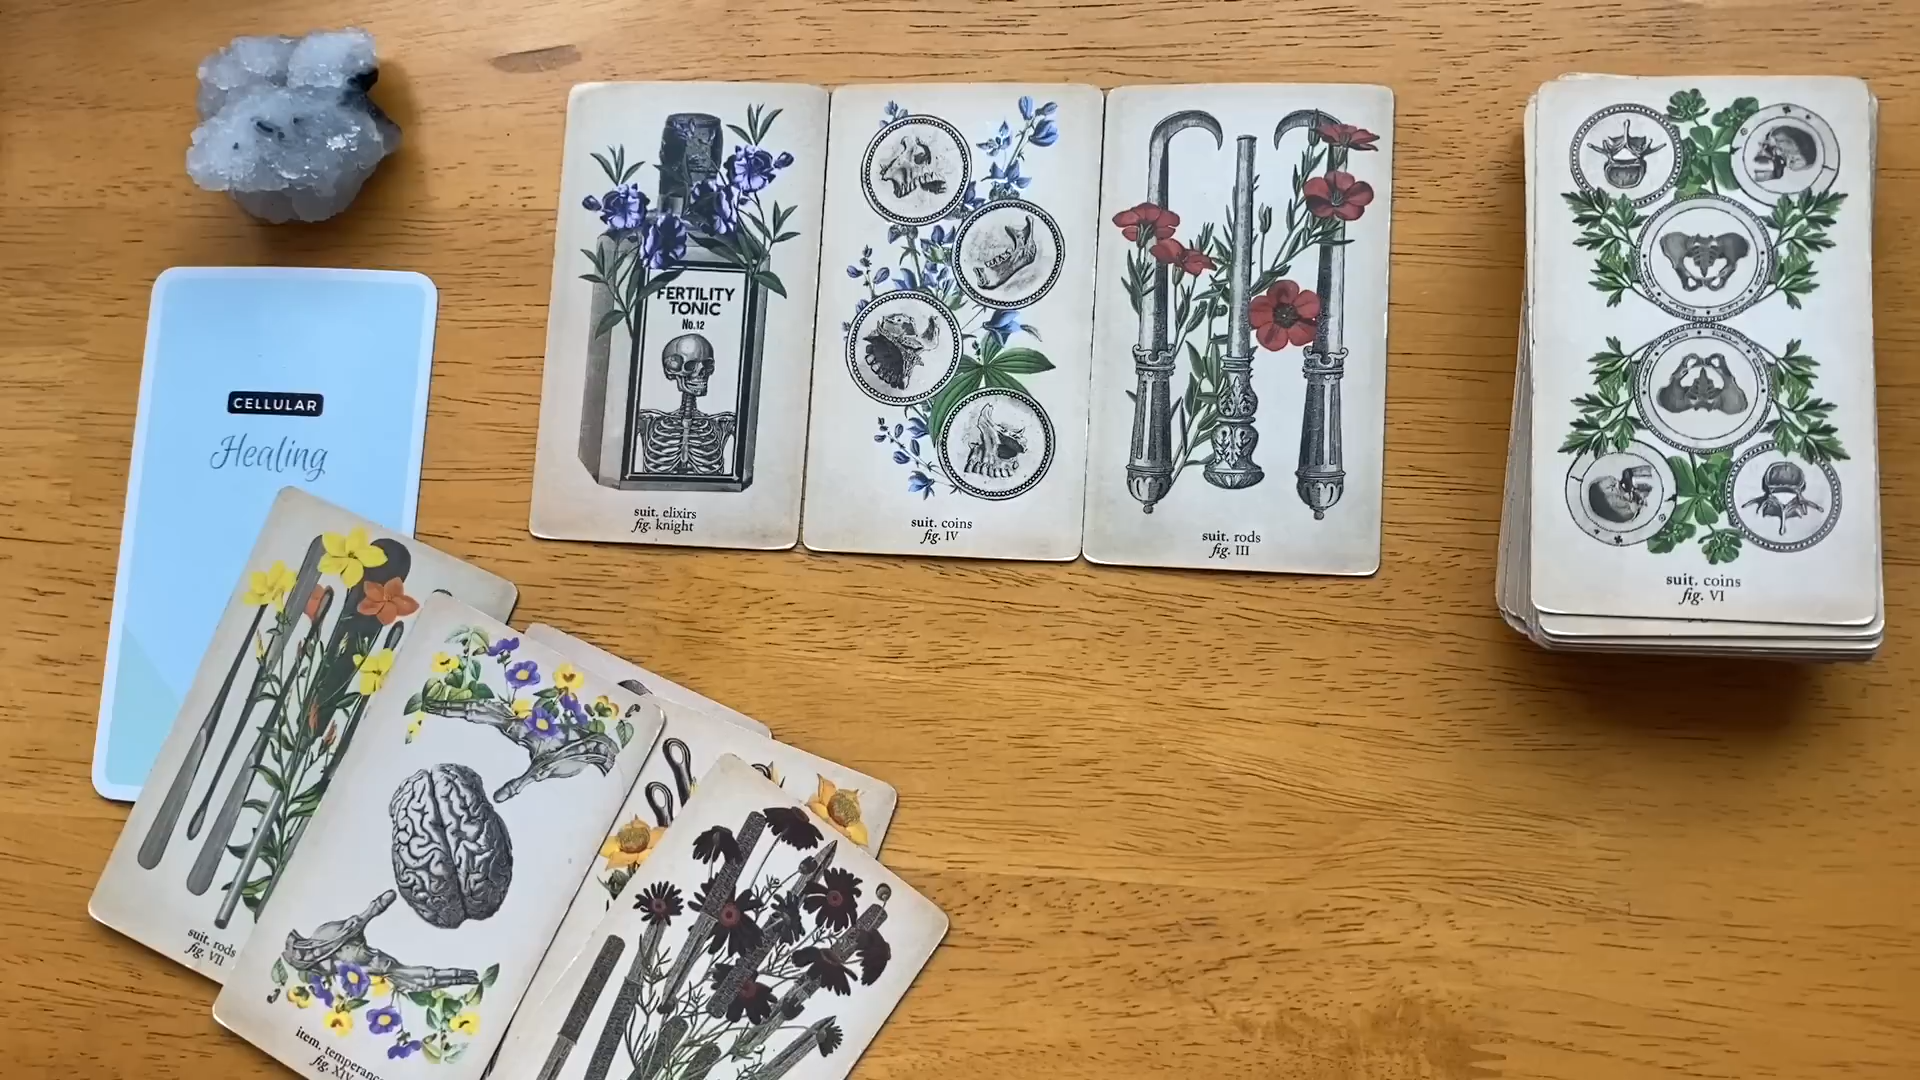 CELLULAR
Healing
FERTILITY
TONIC
No.12
suit. elixirs
fig. knight
suit. coins
fig. IV
suit. rods
fig. III
suit. coins
fig. VI
suit. rods
fig. VII
item. temperance
fig. XIV